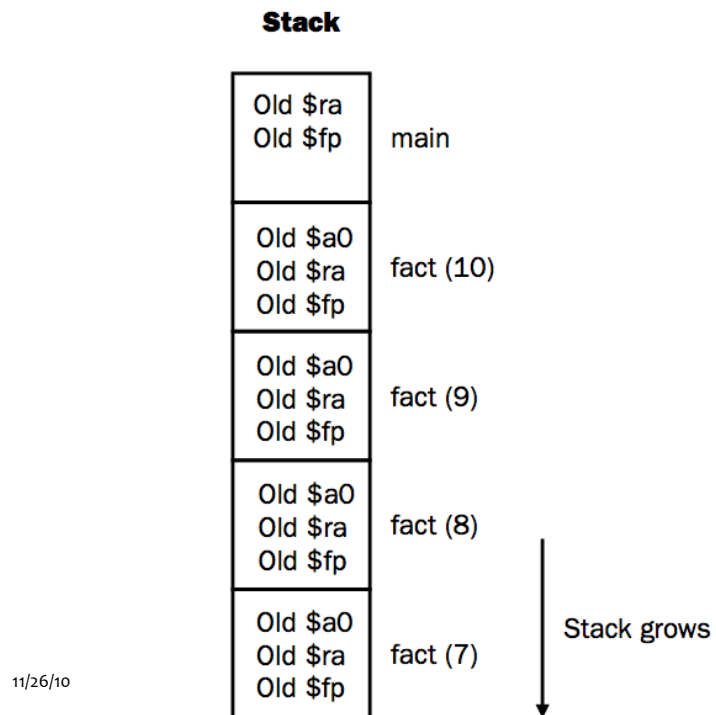 Stack
Old $ra
Old $fp
main
Old $a0
Old $ra
Old $fp
fact (10)
Old $a0
Old $ra
Old $fp
fact (9)
Old $a0
Old $ra
Old $fp
fact (8)
Old $a0
Old $ra
Old $fp
fact (7)
Stack grows
11/26/10